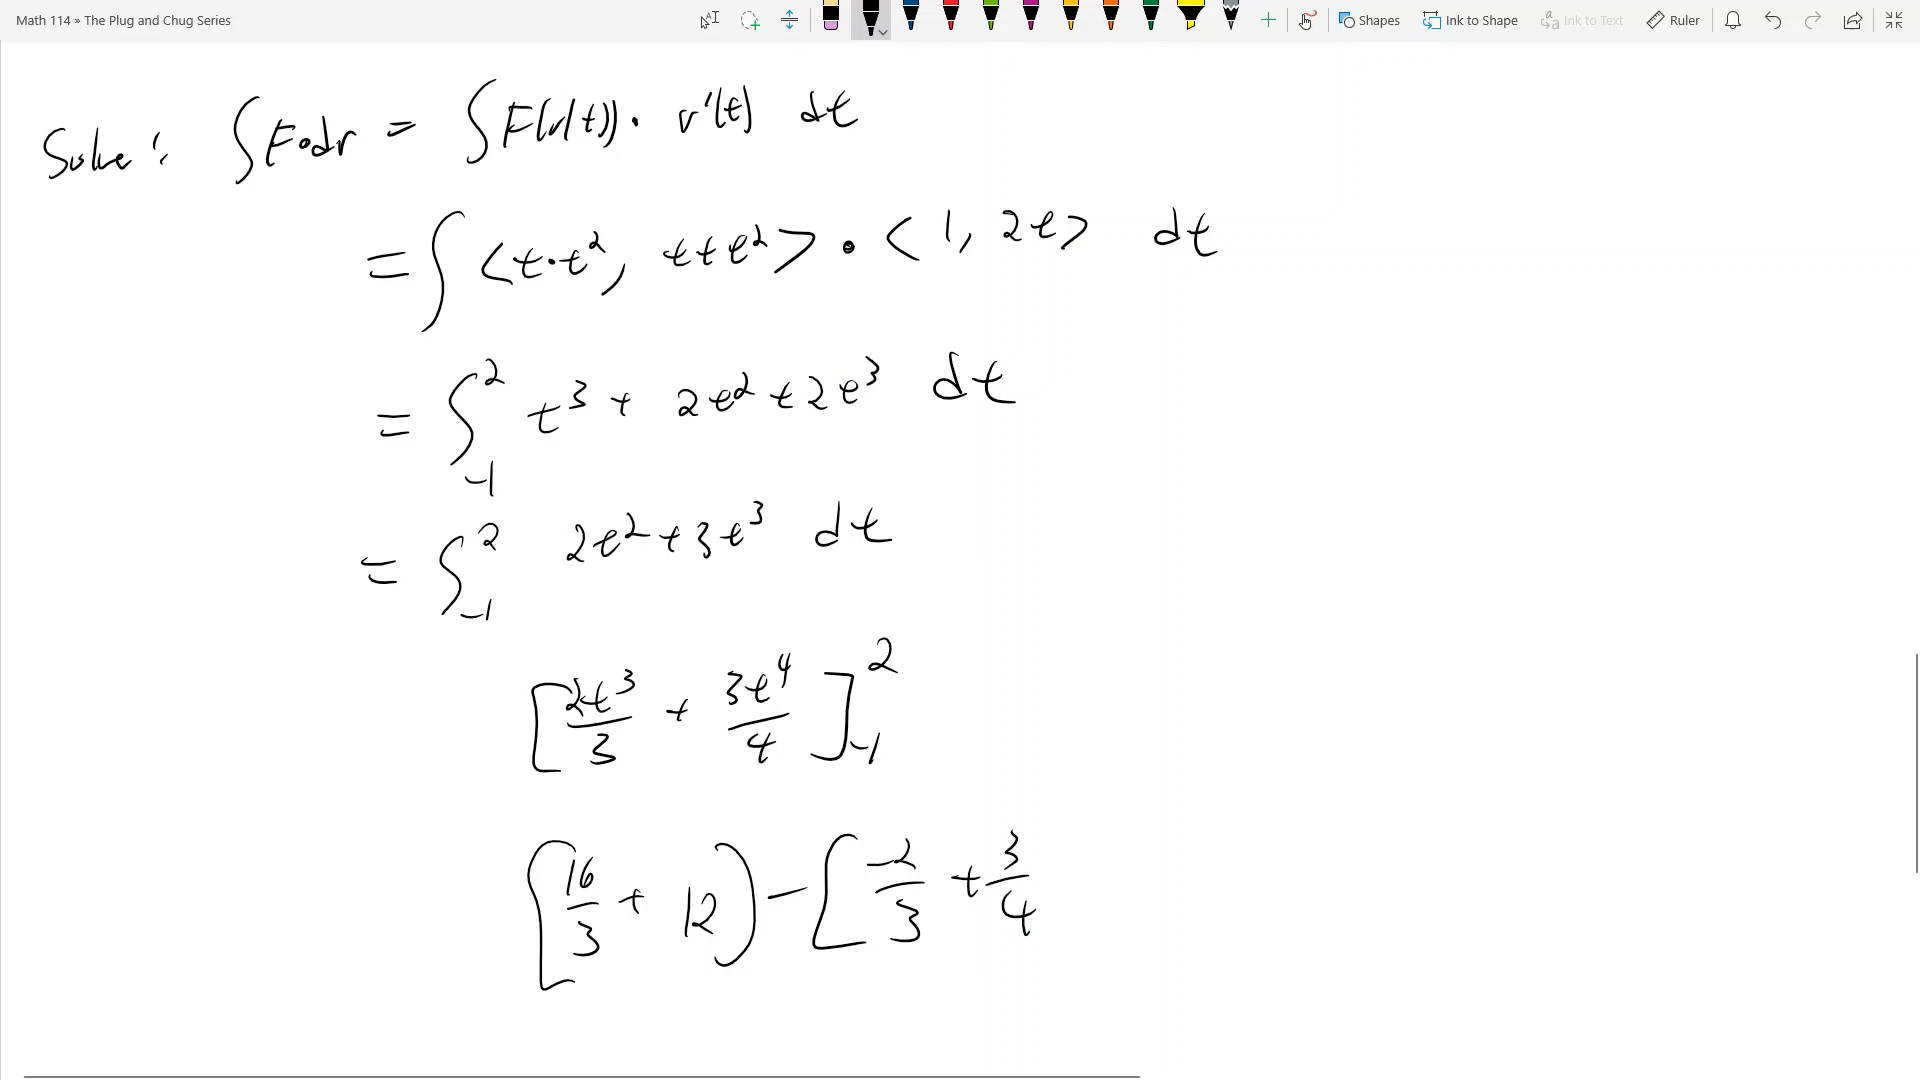 Math 114 » The Plug and Chug Series
Shapes Ink to Shape Ink to Text Ruler
Solve: ∫F•dr = ∫F(r(t)) • r'(t) dt
= ∫ <t•t², t+t²> • <1, 2t> dt
= ∫₋₁² t³ + 2t² + 2t³ dt
= ∫₋₁² 2t² + 3t³ dt
[2t³/3 + 3t⁴/4]₋₁²
[16/3 + 12) - [-2/3 + 3/4